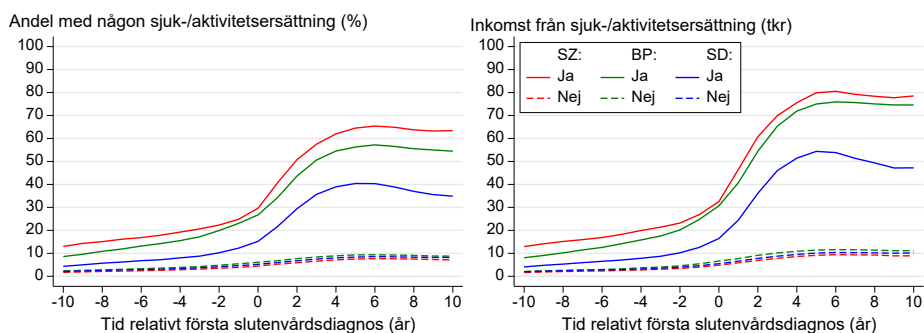 Andel med någon sjuk-/aktivitetsersättning (%)
100
90
80
70
60
50
40
30
20
10
0
-10 -8 -6 -4 -2 0 2 4 6 8 10
Tid relativt första slutenvårdsdiagnos (år)
Inkomst från sjuk-/aktivitetsersättning (tkr)
SZ: BP: SD:
Ja Ja Ja
Nej Nej Nej
100
90
80
70
60
50
40
30
20
10
0
-10 -8 -6 -4 -2 0 2 4 6 8 10
Tid relativt första slutenvårdsdiagnos (år)